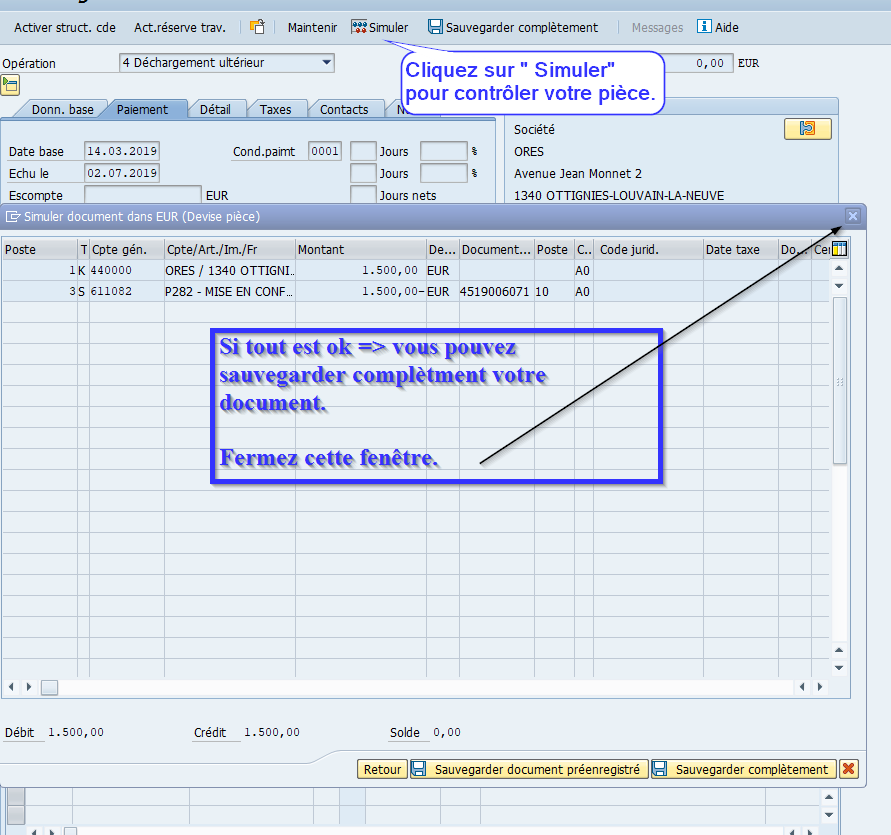 Activer struct. cde Act.réserve trav. Maintenir Simuler Sauvegarder complètement Messages Aide
Opération 4 Déchargement ultérieur 0,00 EUR
Cliquez sur " Simuler"
pour contrôler votre pièce.
Donn. base Paiement Détail Taxes Contacts
Société
Date base 14.03.2019 Cond.paimt 0001 Jours % ORES
Echu le 02.07.2019 Jours % Avenue Jean Monnet 2
Escompte EUR Jours nets 1340 OTTIGNIES-LOUVAIN-LA-NEUVE
Simuler document dans EUR (Devise pièce)
Poste T Cpte gén. Cpte/Art./Im./Fr Montant De... Document... Poste C.. Code jurid. Date taxe Do...
1 K 440000 ORES / 1340 OTTIGNI... 1.500,00 EUR A0
3 S 611082 P282 - MISE EN CONF... 1.500,00- EUR 4519006071 10 A0
Si tout est ok => vous pouvez
sauvegarder complètment votre
document.
Fermez cette fenêtre.
Débit 1.500,00 Crédit 1.500,00 Solde 0,00
Retour Sauvegarder document préenregistré Sauvegarder complètement